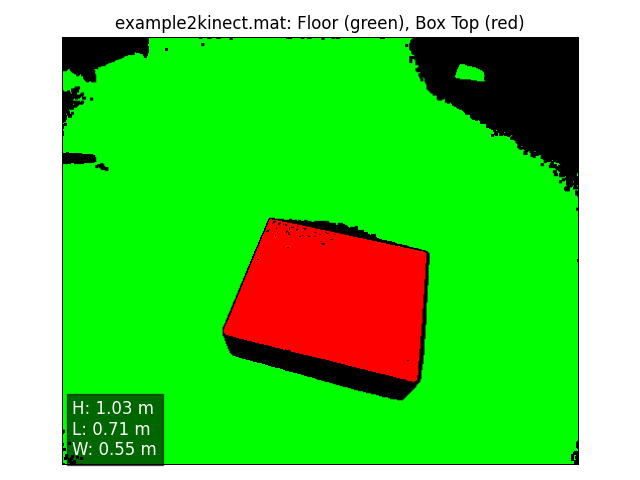 example2kinect.mat: Floor (green), Box Top (red)
H: 1.03 m
L: 0.71 m
W: 0.55 m